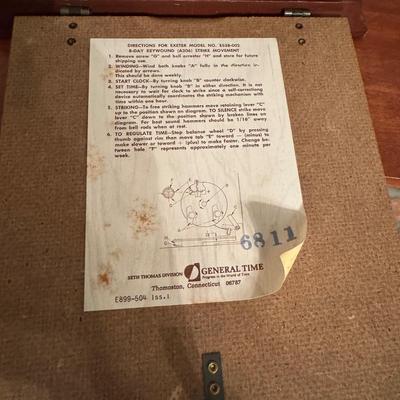 DIRECTIONS FOR EXETER MODEL NO. E538-002
8-DAY KEYWOUND (A206) STRIKE MOVEMENT
1. Remove screw "G" and bell arrester "H" and store for future
shipping use.
2. WINDING—Wind both knobs "A" fully in the direction in-
dicated by arrows.
This should be done weekly.
3. START CLOCK—By turning knob "B" counter clockwise.
4. SET TIME—By turning knob "B" in either direction. It is not
necessary to wait for clock to strike since a self-correcting
device automatically coordinates the striking mechanism with
time within one hour.
5. STRIKING—To free striking hammers move retaining lever "C"
up to the position shown on diagram. TO SILENCE strike move
lever "C" down to the position shown by broken lines on
diagram. For best sound hammers should be 1/16" away
from bell rods when at rest.
6. TO REGULATE TIME—Stop balance wheel "D" by pressing
thumb against rim then move tab "E" toward — (minus) to
make slower or toward + (plus) to make faster. Change be-
tween hole "F" represents approximately one minute per
week.
6811
SETH THOMAS DIVISION GENERAL TIME
Progress in the World of Time
Thomaston, Connecticut 06787
E899-504 ISS.1